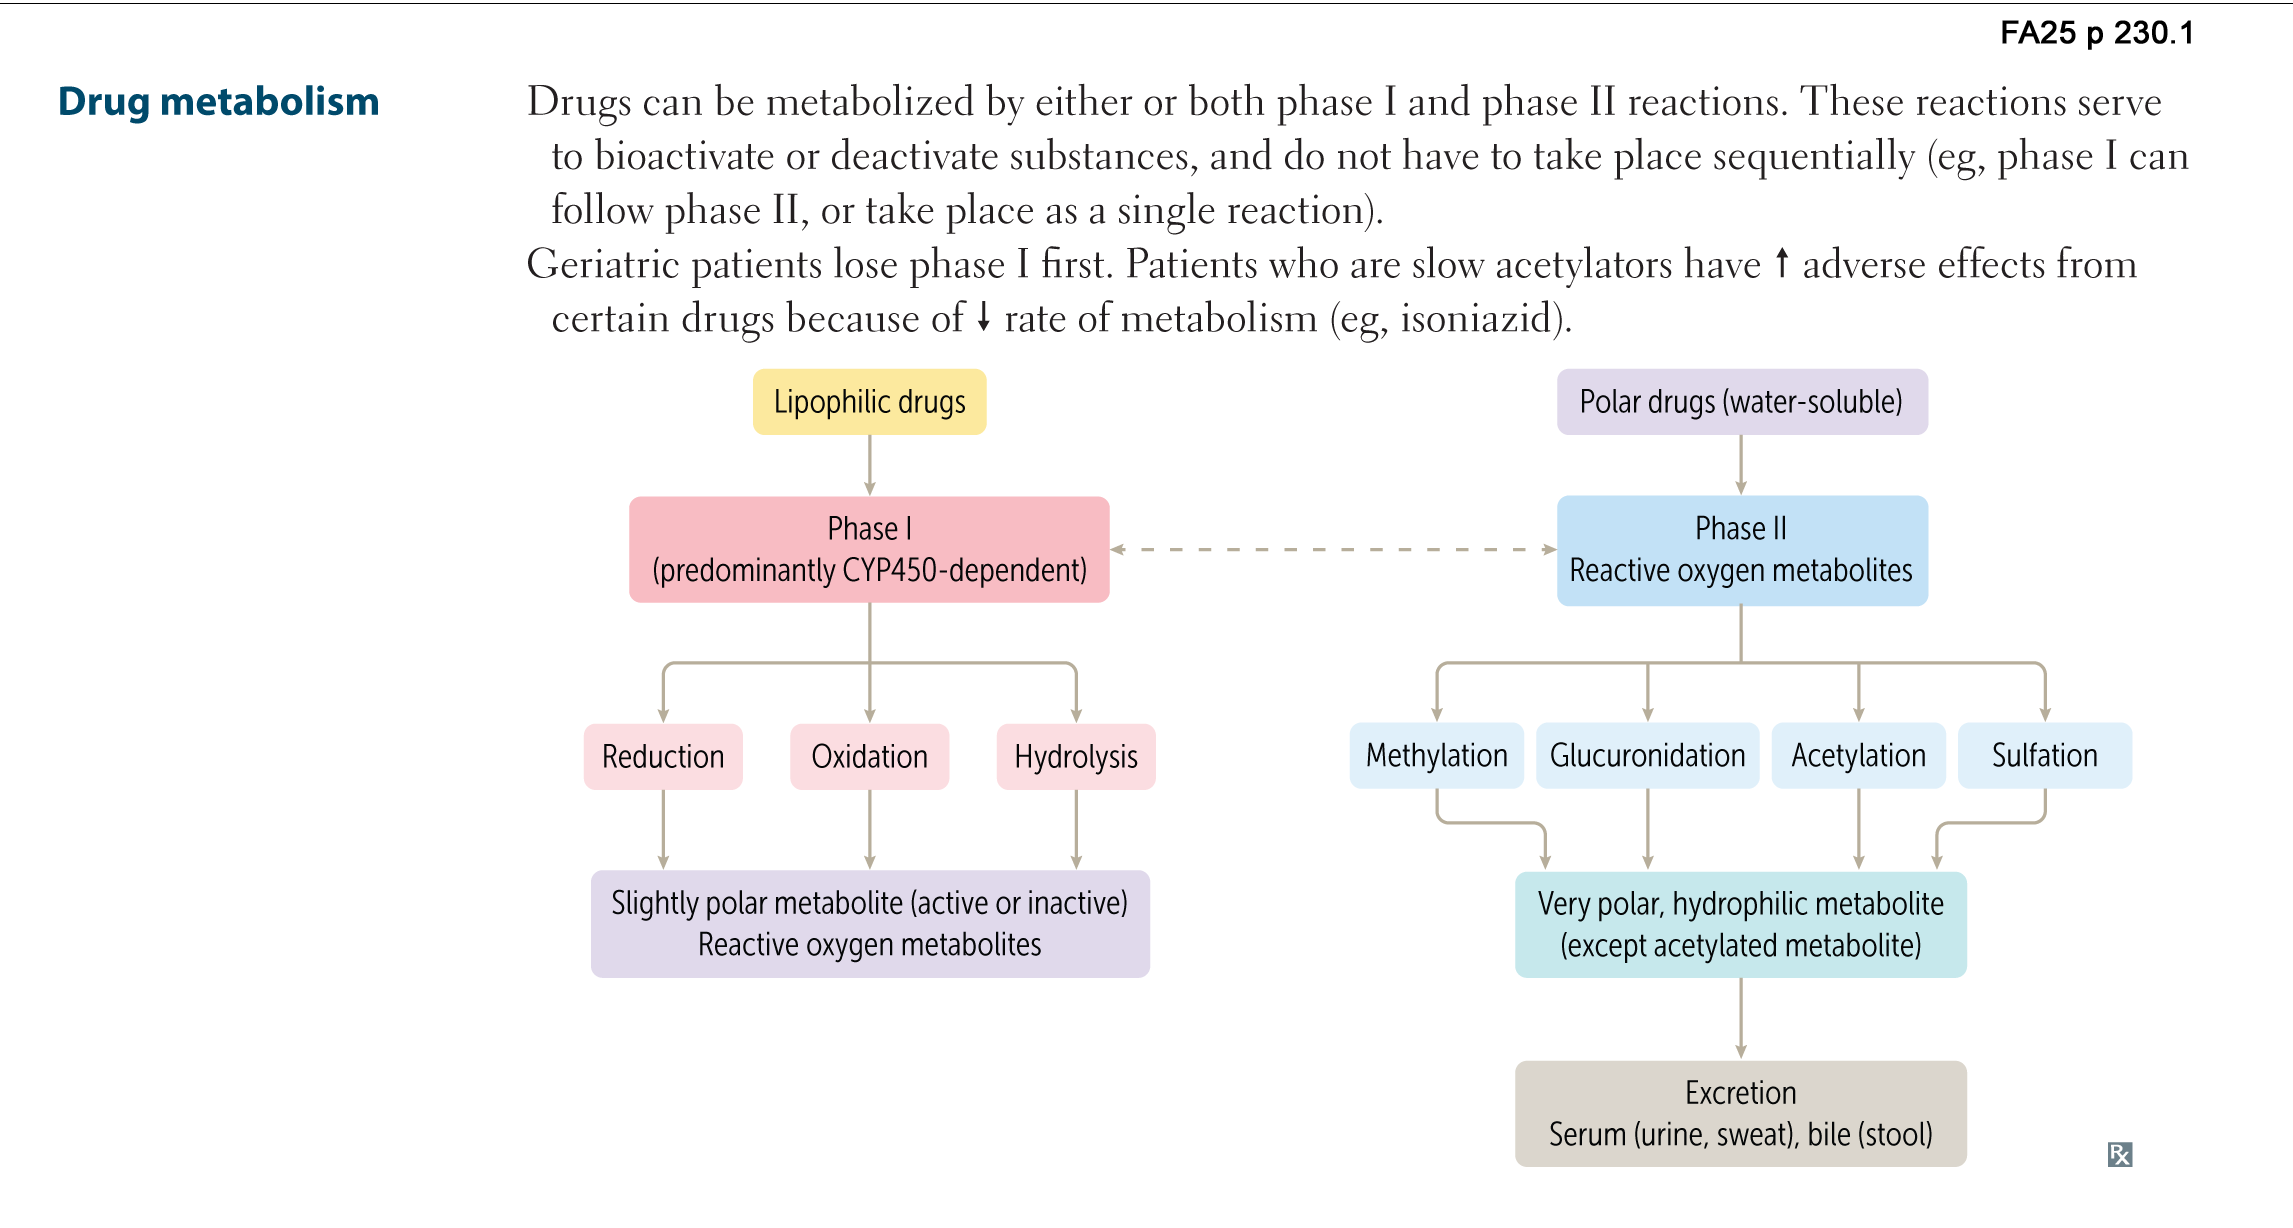 FA25 p 230.1
Drug metabolism
Drugs can be metabolized by either or both phase I and phase II reactions. These reactions serve
to bioactivate or deactivate substances, and do not have to take place sequentially (eg, phase I can
follow phase II, or take place as a single reaction).
Geriatric patients lose phase I first. Patients who are slow acetylators have ↑ adverse effects from
certain drugs because of ↓ rate of metabolism (eg, isoniazid).
Lipophilic drugs
Polar drugs (water-soluble)
Phase I
(predominantly CYP450-dependent)
Phase II
Reactive oxygen metabolites
Reduction
Oxidation
Hydrolysis
Methylation
Glucuronidation
Acetylation
Sulfation
Slightly polar metabolite (active or inactive)
Reactive oxygen metabolites
Very polar, hydrophilic metabolite
(except acetylated metabolite)
Excretion
Serum (urine, sweat), bile (stool)
Rx